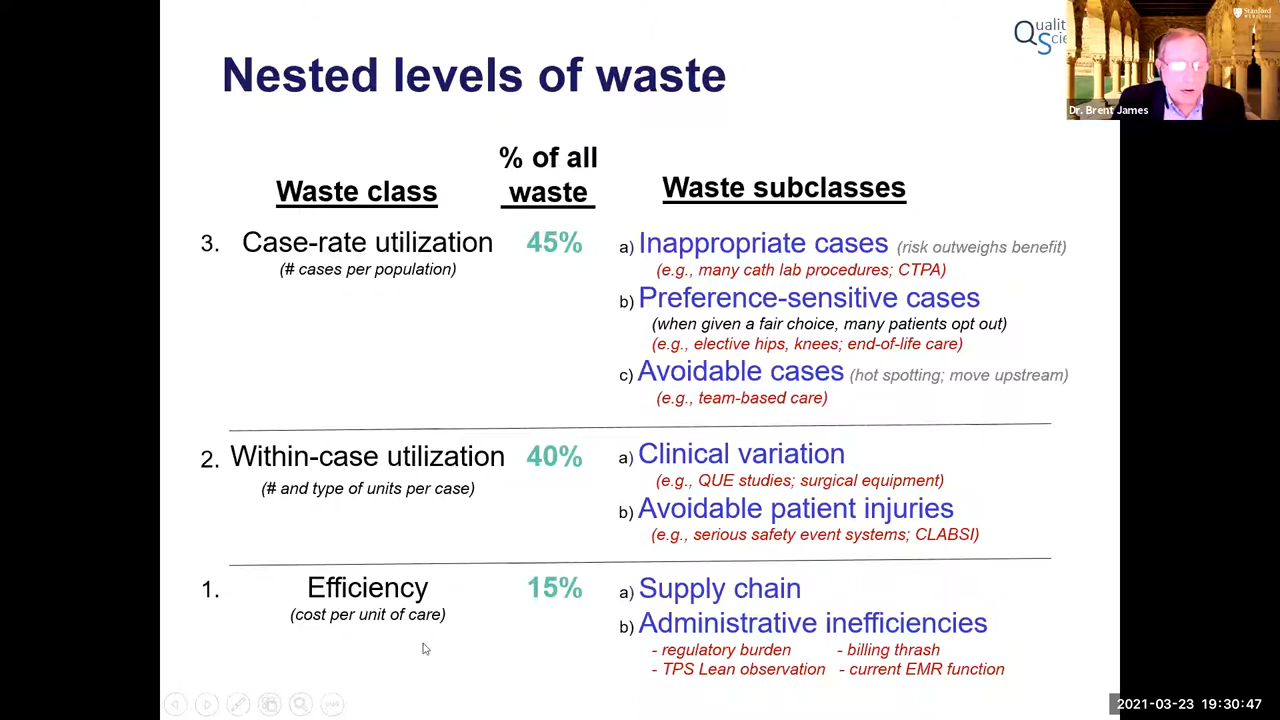 Qualit
Scie
Stanford
MEDICINE
Dr. Brent James
Nested levels of waste
Waste class
% of all
waste
Waste subclasses
3. Case-rate utilization 45% a) Inappropriate cases (risk outweighs benefit)
(# cases per population) (e.g., many cath lab procedures; CTPA)
b) Preference-sensitive cases
(when given a fair choice, many patients opt out)
(e.g., elective hips, knees; end-of-life care)
c) Avoidable cases (hot spotting; move upstream)
(e.g., team-based care)
2. Within-case utilization 40% a) Clinical variation
(# and type of units per case) (e.g., QUE studies; surgical equipment)
b) Avoidable patient injuries
(e.g., serious safety event systems; CLABSI)
1. Efficiency 15% a) Supply chain
(cost per unit of care)
b) Administrative inefficiencies
- regulatory burden - billing thrash
- TPS Lean observation - current EMR function
2021-03-23 19:30:47